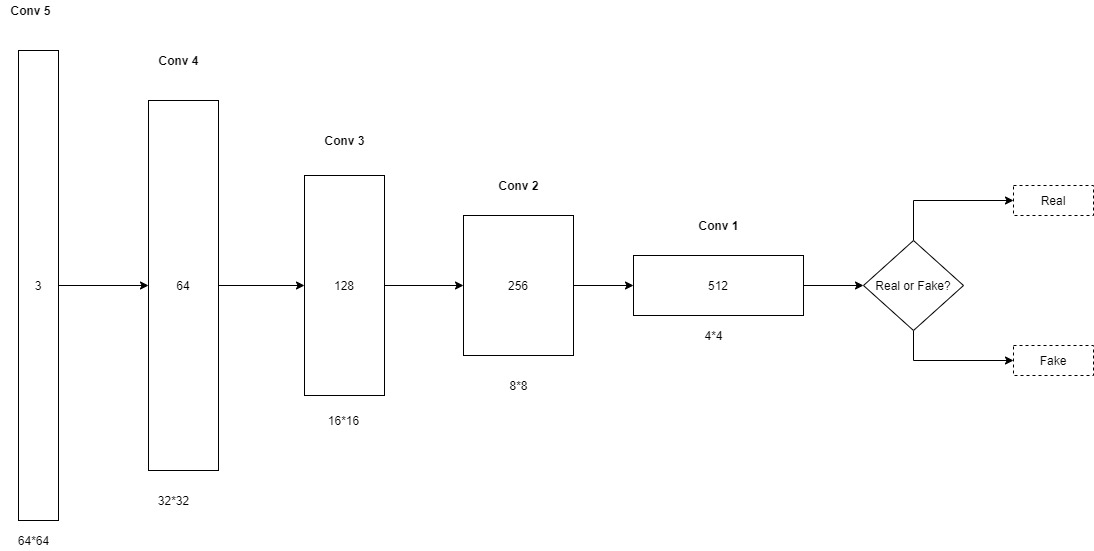 Conv 5
3
64*64
Conv 4
64
32*32
Conv 3
128
16*16
Conv 2
256
8*8
Conv 1
512
4*4
Real or Fake?
Real
Fake